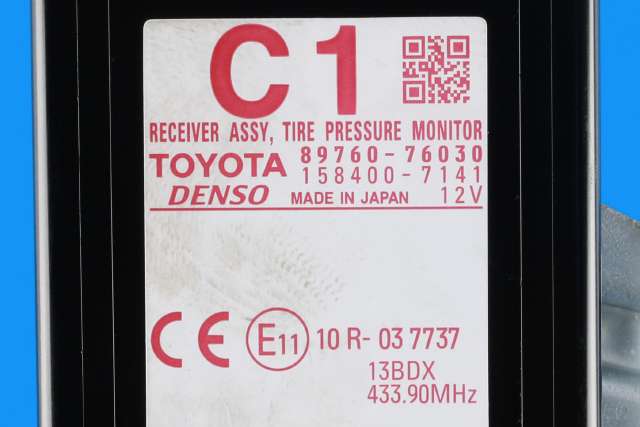 C1
RECEIVER ASSY, TIRE PRESSURE MONITOR
TOYOTA 89760-76030
158400-7141
DENSO MADE IN JAPAN 12V
CE E11 10 R- 03 7737
13BDX
433.90MHz